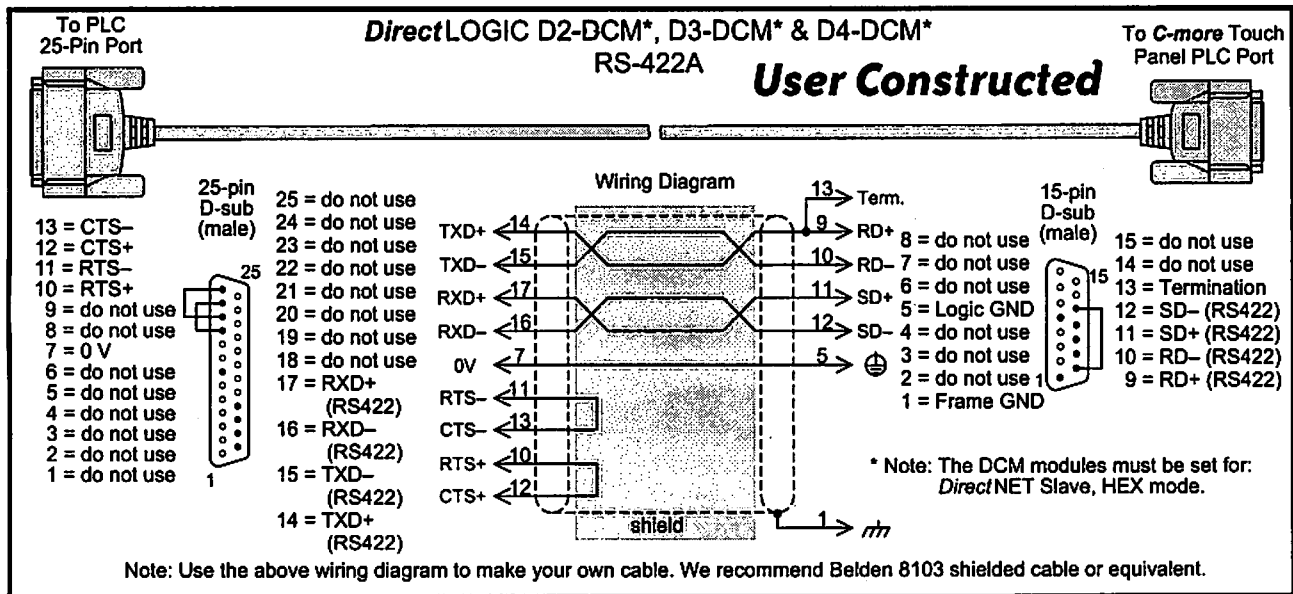 To PLC
25-Pin Port
DirectLOGIC D2-DCM*, D3-DCM* & D4-DCM*
RS-422A
User Constructed
To C-more Touch
Panel PLC Port
25-pin
D-sub
(male)
13 = CTS–
12 = CTS+
11 = RTS–
10 = RTS+
9 = do not use
8 = do not use
7 = 0 V
6 = do not use
5 = do not use
4 = do not use
3 = do not use
2 = do not use
1 = do not use
25
1
25 = do not use
24 = do not use
23 = do not use
22 = do not use
21 = do not use
20 = do not use
19 = do not use
18 = do not use
17 = RXD+
(RS422)
16 = RXD–
(RS422)
15 = TXD–
(RS422)
14 = TXD+
(RS422)
Wiring Diagram
13 Term.
TXD+ 14 9 RD+
TXD– 15 10 RD–
RXD+ 17 11 SD+
RXD– 16 12 SD–
0V 7 5
RTS– 11
CTS– 13
RTS+ 10
CTS+ 12
shield 1
15-pin
D-sub
(male)
8 = do not use
7 = do not use
6 = do not use
5 = Logic GND
4 = do not use
3 = do not use
2 = do not use
1 = Frame GND
15
1
15 = do not use
14 = do not use
13 = Termination
12 = SD– (RS422)
11 = SD+ (RS422)
10 = RD– (RS422)
9 = RD+ (RS422)
* Note: The DCM modules must be set for:
DirectNET Slave, HEX mode.
Note: Use the above wiring diagram to make your own cable. We recommend Belden 8103 shielded cable or equivalent.